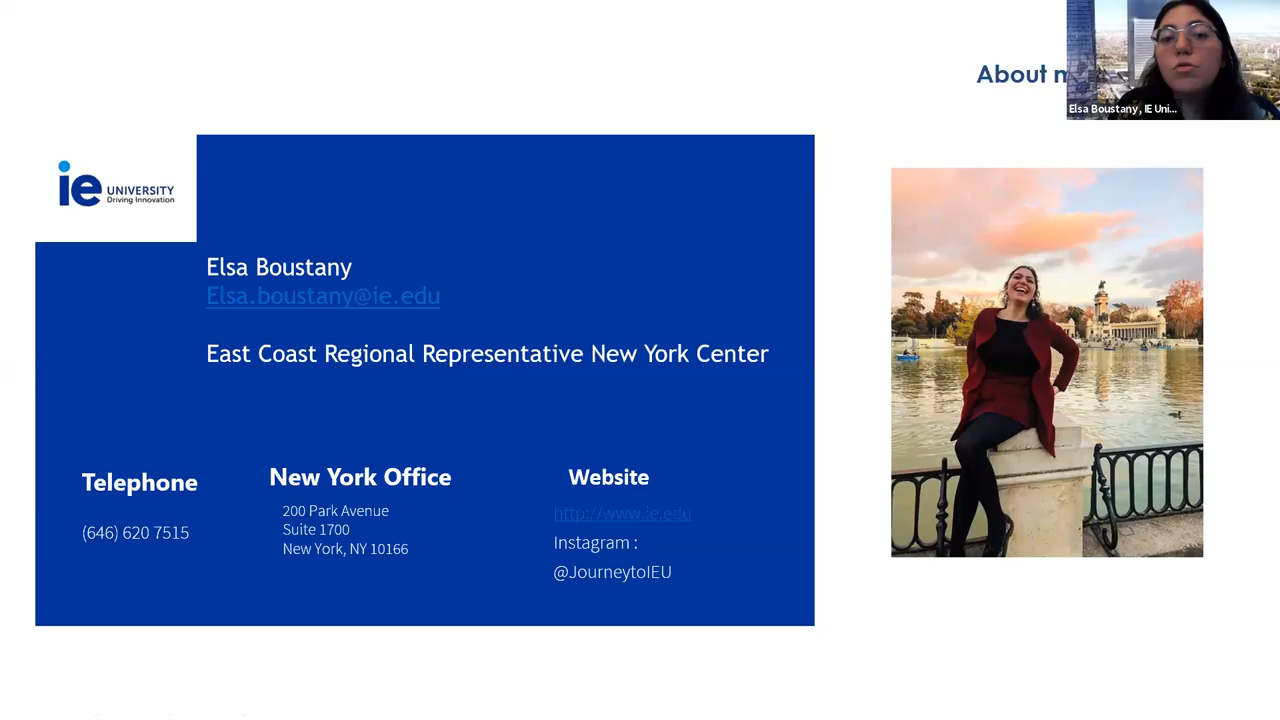 About
Elsa Boustany, IE Uni...
ie UNIVERSITY
Driving Innovation
Elsa Boustany
Elsa.boustany@ie.edu
East Coast Regional Representative New York Center
Telephone
(646) 620 7515
New York Office
200 Park Avenue
Suite 1700
New York, NY 10166
Website
http://www.ie.edu
Instagram :
@JourneytoIEU